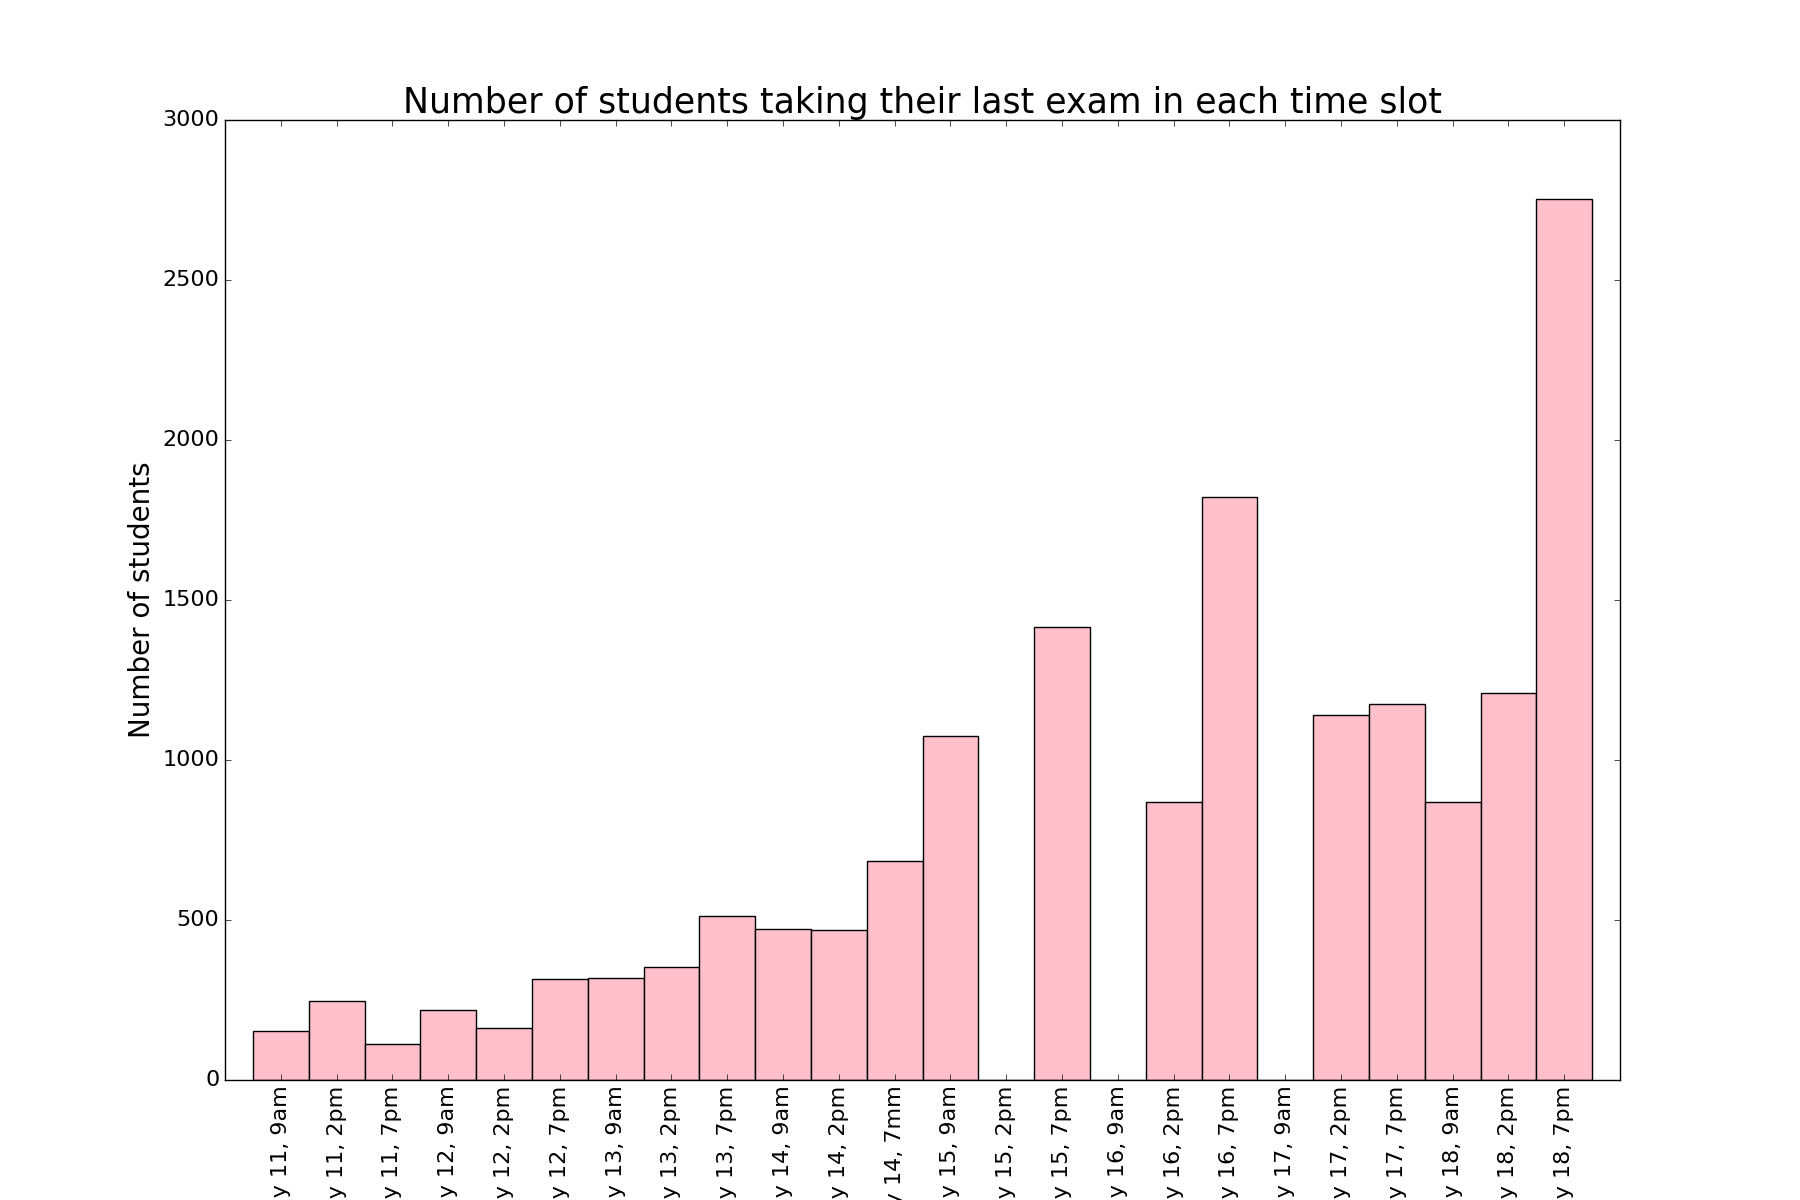 Number of students taking their last exam in each time slot
3000
2500
2000
1500
1000
500
0
Number of students
y 11, 9am
y 11, 2pm
y 11, 7pm
y 12, 9am
y 12, 2pm
y 12, 7pm
y 13, 9am
y 13, 2pm
y 13, 7pm
y 14, 9am
y 14, 2pm
y 14, 7mm
y 15, 9am
y 15, 2pm
y 15, 7pm
y 16, 9am
y 16, 2pm
y 16, 7pm
y 17, 9am
y 17, 2pm
y 17, 7pm
y 18, 9am
y 18, 2pm
y 18, 7pm